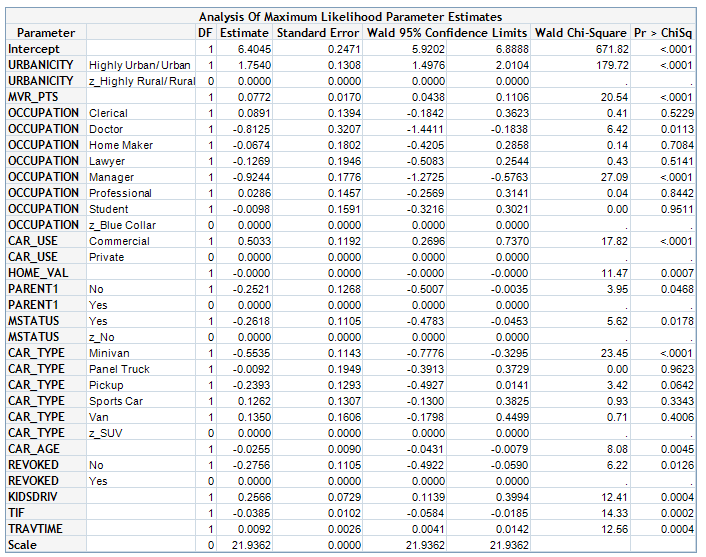 Analysis Of Maximum Likelihood Parameter Estimates
Parameter DF Estimate Standard Error Wald 95% Confidence Limits Wald Chi-Square Pr > ChiSq
Intercept 1 6.4045 0.2471 5.9202 6.8888 671.82 <.0001
URBANICITY Highly Urban/ Urban 1 1.7540 0.1308 1.4976 2.0104 179.72 <.0001
URBANICITY z_Highly Rural/ Rural 0 0.0000 0.0000 0.0000 0.0000 . .
MVR_PTS 1 0.0772 0.0170 0.0438 0.1106 20.54 <.0001
OCCUPATION Clerical 1 0.0891 0.1394 -0.1842 0.3623 0.41 0.5229
OCCUPATION Doctor 1 -0.8125 0.3207 -1.4411 -0.1838 6.42 0.0113
OCCUPATION Home Maker 1 -0.0674 0.1802 -0.4205 0.2858 0.14 0.7084
OCCUPATION Lawyer 1 -0.1269 0.1946 -0.5083 0.2544 0.43 0.5141
OCCUPATION Manager 1 -0.9244 0.1776 -1.2725 -0.5763 27.09 <.0001
OCCUPATION Professional 1 0.0286 0.1457 -0.2569 0.3141 0.04 0.8442
OCCUPATION Student 1 -0.0098 0.1591 -0.3216 0.3021 0.00 0.9511
OCCUPATION z_Blue Collar 0 0.0000 0.0000 0.0000 0.0000 . .
CAR_USE Commercial 1 0.5033 0.1192 0.2696 0.7370 17.82 <.0001
CAR_USE Private 0 0.0000 0.0000 0.0000 0.0000 . .
HOME_VAL 1 -0.0000 0.0000 -0.0000 -0.0000 11.47 0.0007
PARENT1 No 1 -0.2521 0.1268 -0.5007 -0.0035 3.95 0.0468
PARENT1 Yes 0 0.0000 0.0000 0.0000 0.0000 . .
MSTATUS Yes 1 -0.2618 0.1105 -0.4783 -0.0453 5.62 0.0178
MSTATUS z_No 0 0.0000 0.0000 0.0000 0.0000 . .
CAR_TYPE Minivan 1 -0.5535 0.1143 -0.7776 -0.3295 23.45 <.0001
CAR_TYPE Panel Truck 1 -0.0092 0.1949 -0.3913 0.3729 0.00 0.9623
CAR_TYPE Pickup 1 -0.2393 0.1293 -0.4927 0.0141 3.42 0.0642
CAR_TYPE Sports Car 1 0.1262 0.1307 -0.1300 0.3825 0.93 0.3343
CAR_TYPE Van 1 0.1350 0.1606 -0.1798 0.4499 0.71 0.4006
CAR_TYPE z_SUV 0 0.0000 0.0000 0.0000 0.0000 . .
CAR_AGE 1 -0.0255 0.0090 -0.0431 -0.0079 8.08 0.0045
REVOKED No 1 -0.2756 0.1105 -0.4922 -0.0590 6.22 0.0126
REVOKED Yes 0 0.0000 0.0000 0.0000 0.0000 . .
KIDSDRIV 1 0.2566 0.0729 0.1139 0.3994 12.41 0.0004
TIF 1 -0.0385 0.0102 -0.0584 -0.0185 14.33 0.0002
TRAVTIME 1 0.0092 0.0026 0.0041 0.0142 12.56 0.0004
Scale 0 21.9362 0.0000 21.9362 21.9362